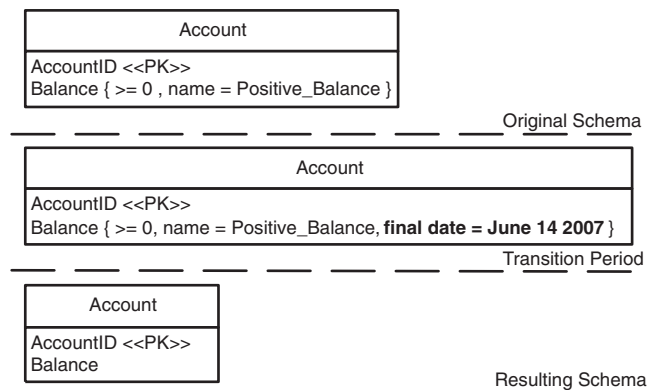 Account
AccountID <<PK>>
Balance { >= 0 , name = Positive_Balance }
Original Schema
Account
AccountID <<PK>>
Balance { >= 0, name = Positive_Balance, final date = June 14 2007 }
Transition Period
Account
AccountID <<PK>>
Balance
Resulting Schema